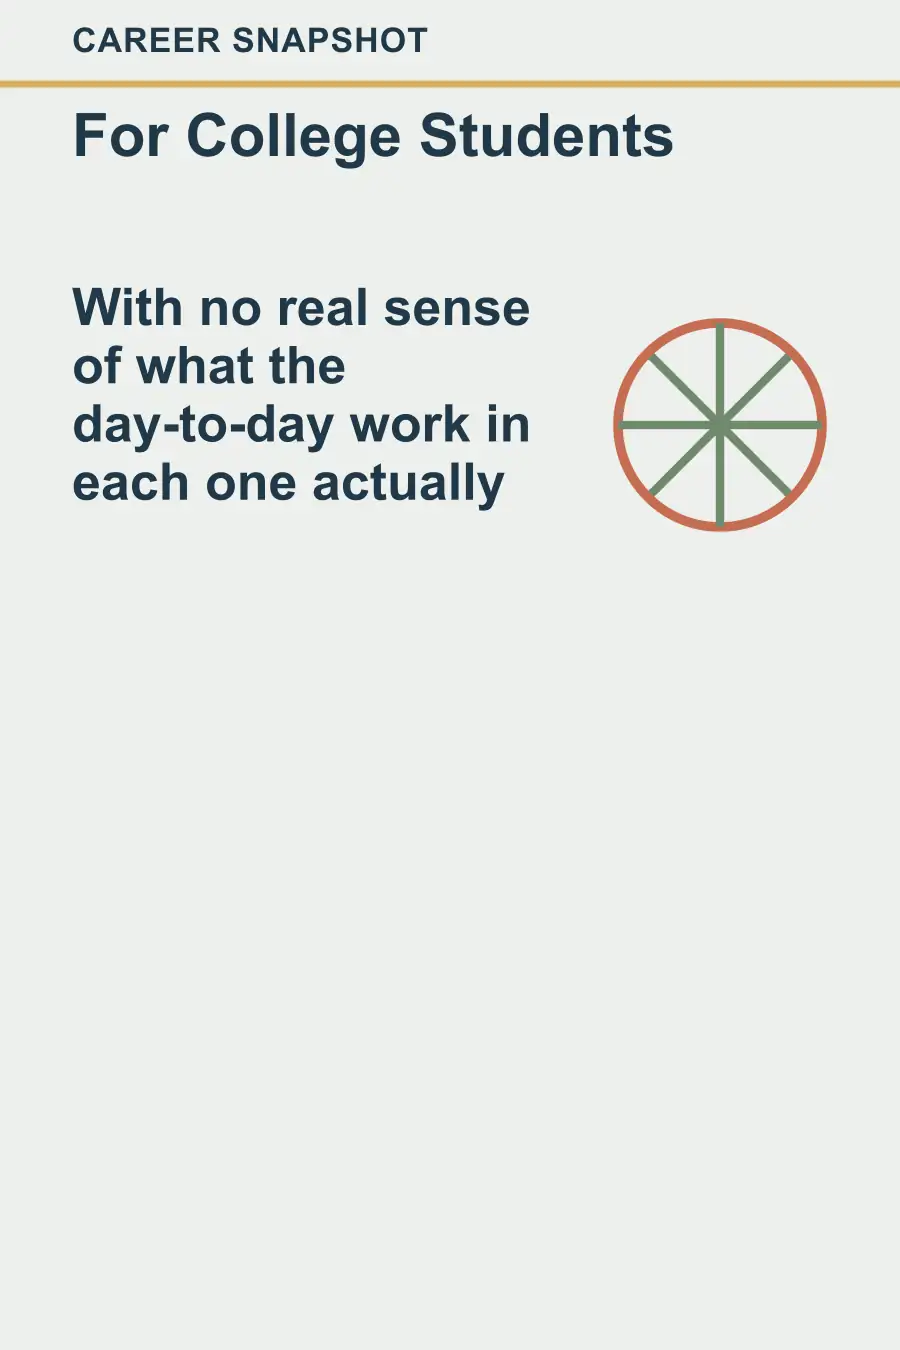 CAREER SNAPSHOT
For College Students
With no real sense
of what the
day-to-day work in
each one actually